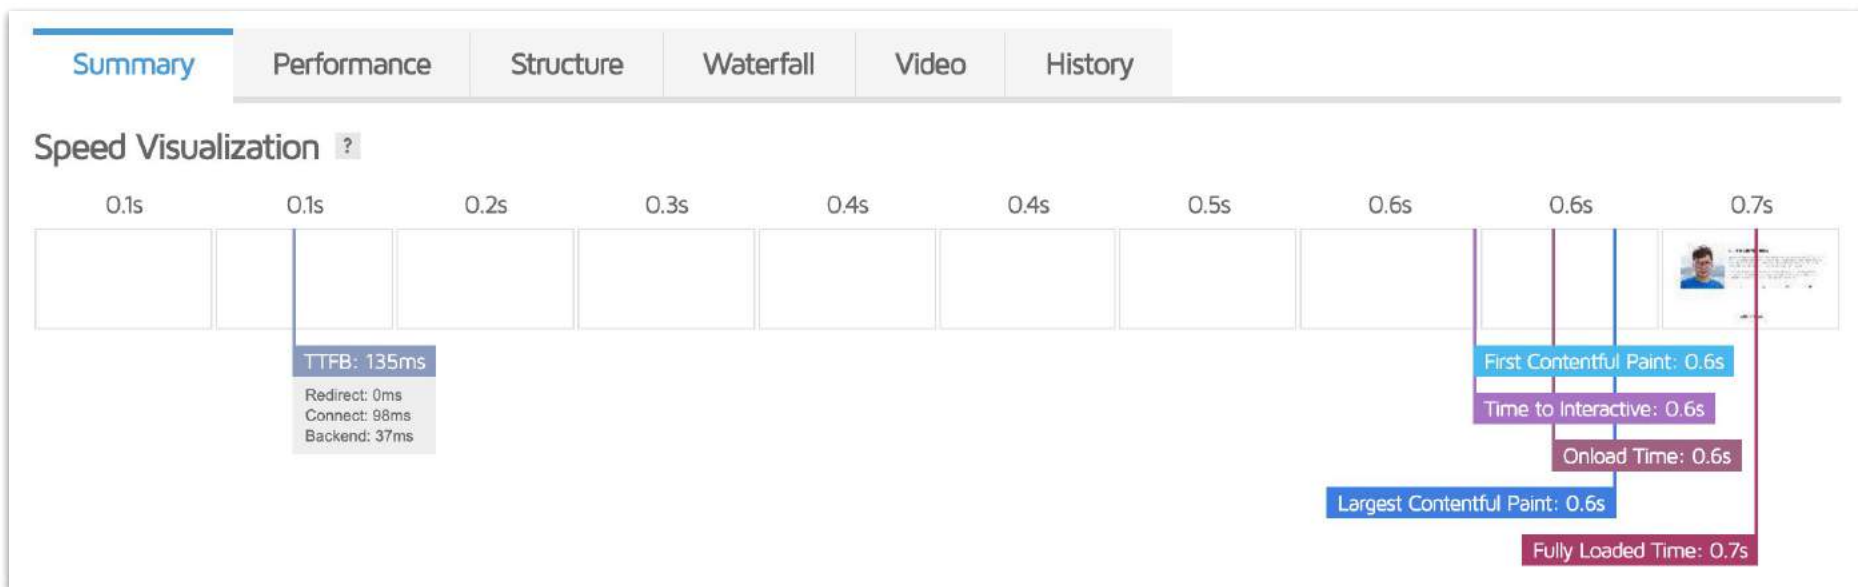 Summary Performance Structure Waterfall Video History
Speed Visualization ?
0.1s 0.1s 0.2s 0.3s 0.4s 0.4s 0.5s 0.6s 0.6s 0.7s
TTFB: 135ms
Redirect: 0ms
Connect: 98ms
Backend: 37ms
First Contentful Paint: 0.6s
Time to Interactive: 0.6s
Onload Time: 0.6s
Largest Contentful Paint: 0.6s
Fully Loaded Time: 0.7s